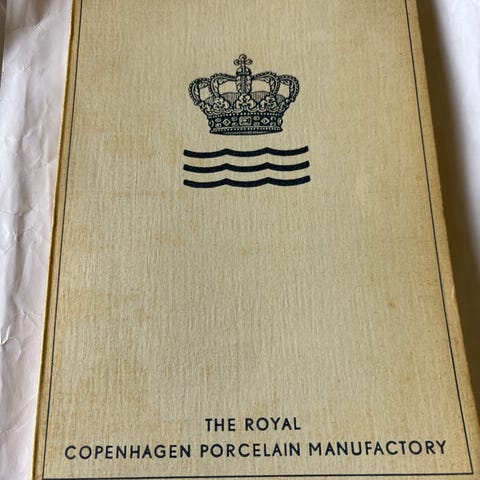 THE ROYAL
COPENHAGEN PORCELAIN MANUFACTORY